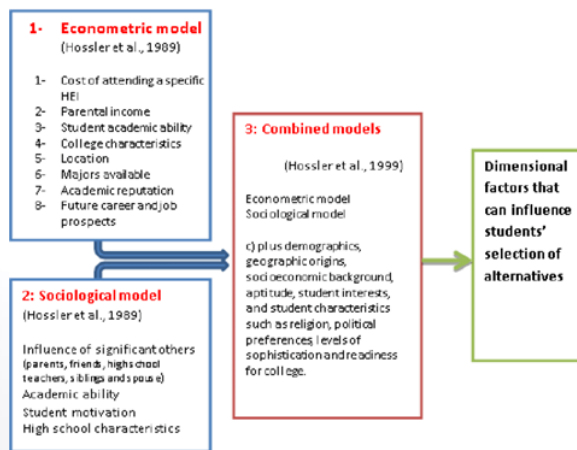 1- Econometric model
(Hossler et al., 1989)
1- Cost of attending a specific
HEI
2- Parental income
3- Student academic ability
4- College characteristics
5- Location
6- Majors available
7- Academic reputation
8- Future career and job
prospects
2: Sociological model
(Hossler et al., 1989)
Influence of significant others
(parents, friends, high school
teachers, siblings and spouse)
Academic ability
Student motivation
High school characteristics
3: Combined models
(Hossler et al., 1999)
Econometric model
Sociological model
c) plus demographics,
geographic origins,
socioeconomic background,
aptitude, student interests,
and student characteristics
such as religion, political
preferences, levels of
sophistication and readiness
for college.
Dimensional
factors that
can influence
students'
selection of
alternatives